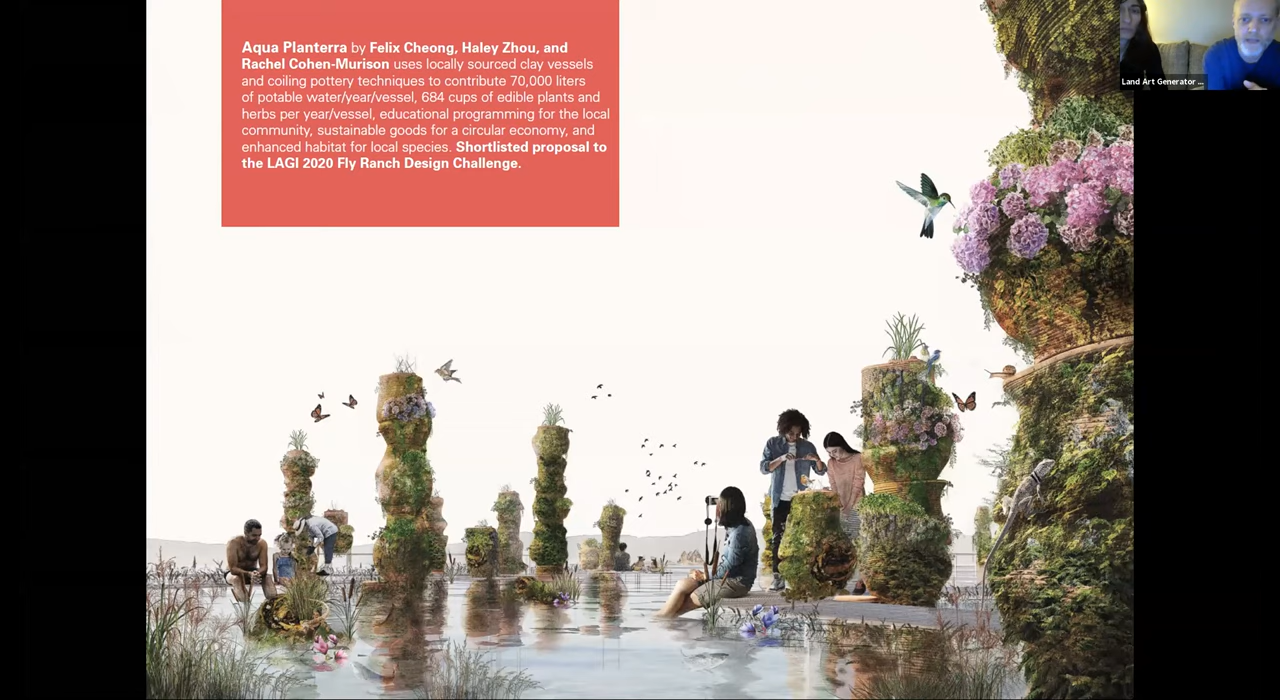 Aqua Planterra by Felix Cheong, Haley Zhou, and
Rachel Cohen-Murison uses locally sourced clay vessels
and coiling pottery techniques to contribute 70,000 liters
of potable water/year/vessel, 684 cups of edible plants and
herbs per year/vessel, educational programming for the local
community, sustainable goods for a circular economy, and
enhanced habitat for local species. Shortlisted proposal to
the LAGI 2020 Fly Ranch Design Challenge.
Land Art Generator ...